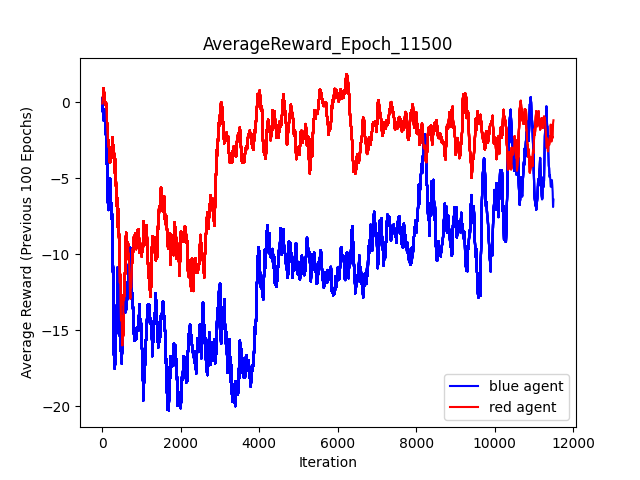 AverageReward_Epoch_11500
Average Reward (Previous 100 Epochs)
0
−5
−10
−15
−20
0
2000
4000
6000
8000
10000
12000
Iteration
blue agent
red agent